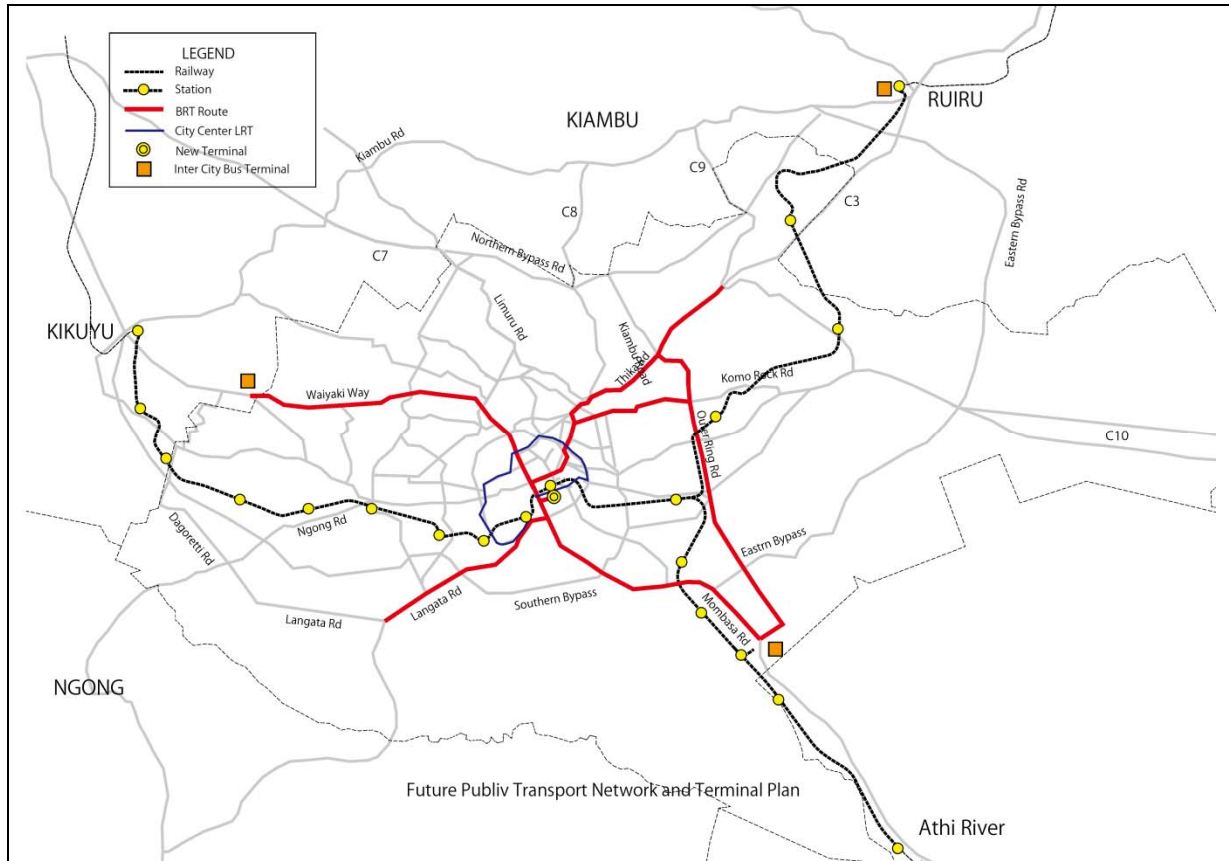 LEGEND
Railway
Station
BRT Route
City Center LRT
New Terminal
Inter City Bus Terminal
RUIRU
KIAMBU
Kiambu Rd
C9
C3
C8
Eastern Bypass Rd
C7
Northern Bypass Rd
Limuru Rd
KIKUYU
Kiambu Road
Thika Rd
Komo Rock Rd
Waiyaki Way
Outer Ring Rd
C10
Ngong Rd
Dagoretti Rd
Eastrn Bypass
Langata Rd
Southern Bypass
Langata Rd
Mombasa Rd
NGONG
Future Publiv Transport Network and Terminal Plan
Athi River